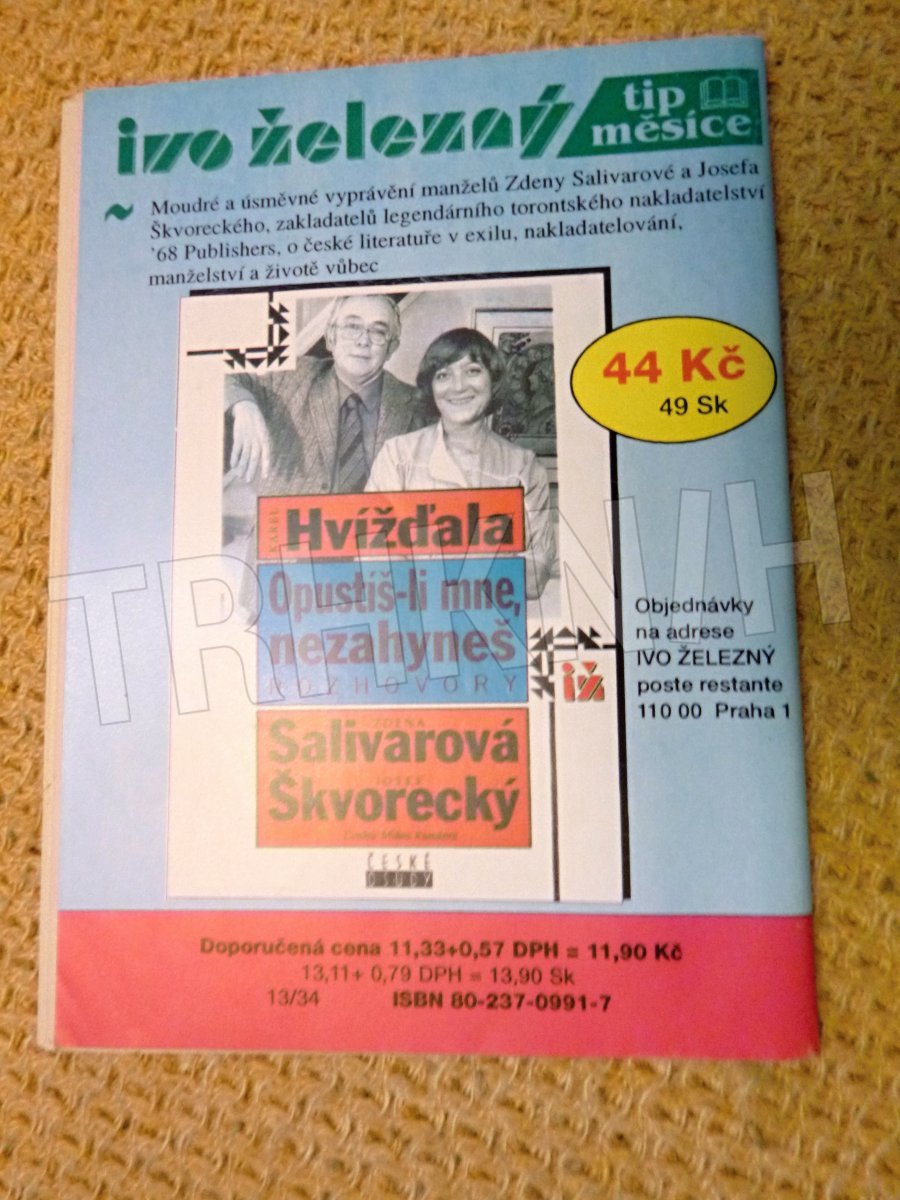 ivo železný
tip
měsíce
~ Moudré a úsměvné vyprávění manželů Zdeny Salivarové a Josefa
Škvoreckého, zakladatelů legendárního torontského nakladatelství
'68 Publishers, o české literatuře v exilu, nakladatelování,
manželství a životě vůbec
44 Kč
49 Sk
KAREL
Hvížďala
Opustíš-li mne,
nezahyneš
ROZHOVORY
iž
ZDENA
Salivarová
JOSEF
Škvorecký
ČESKÉ
OSUDY
Objednávky
na adrese
IVO ŽELEZNÝ
poste restante
110 00 Praha 1
TRHKNIH
Doporučená cena 11,33+0,57 DPH = 11,90 Kč
13,11+ 0,79 DPH = 13,90 Sk
13/34 ISBN 80-237-0991-7